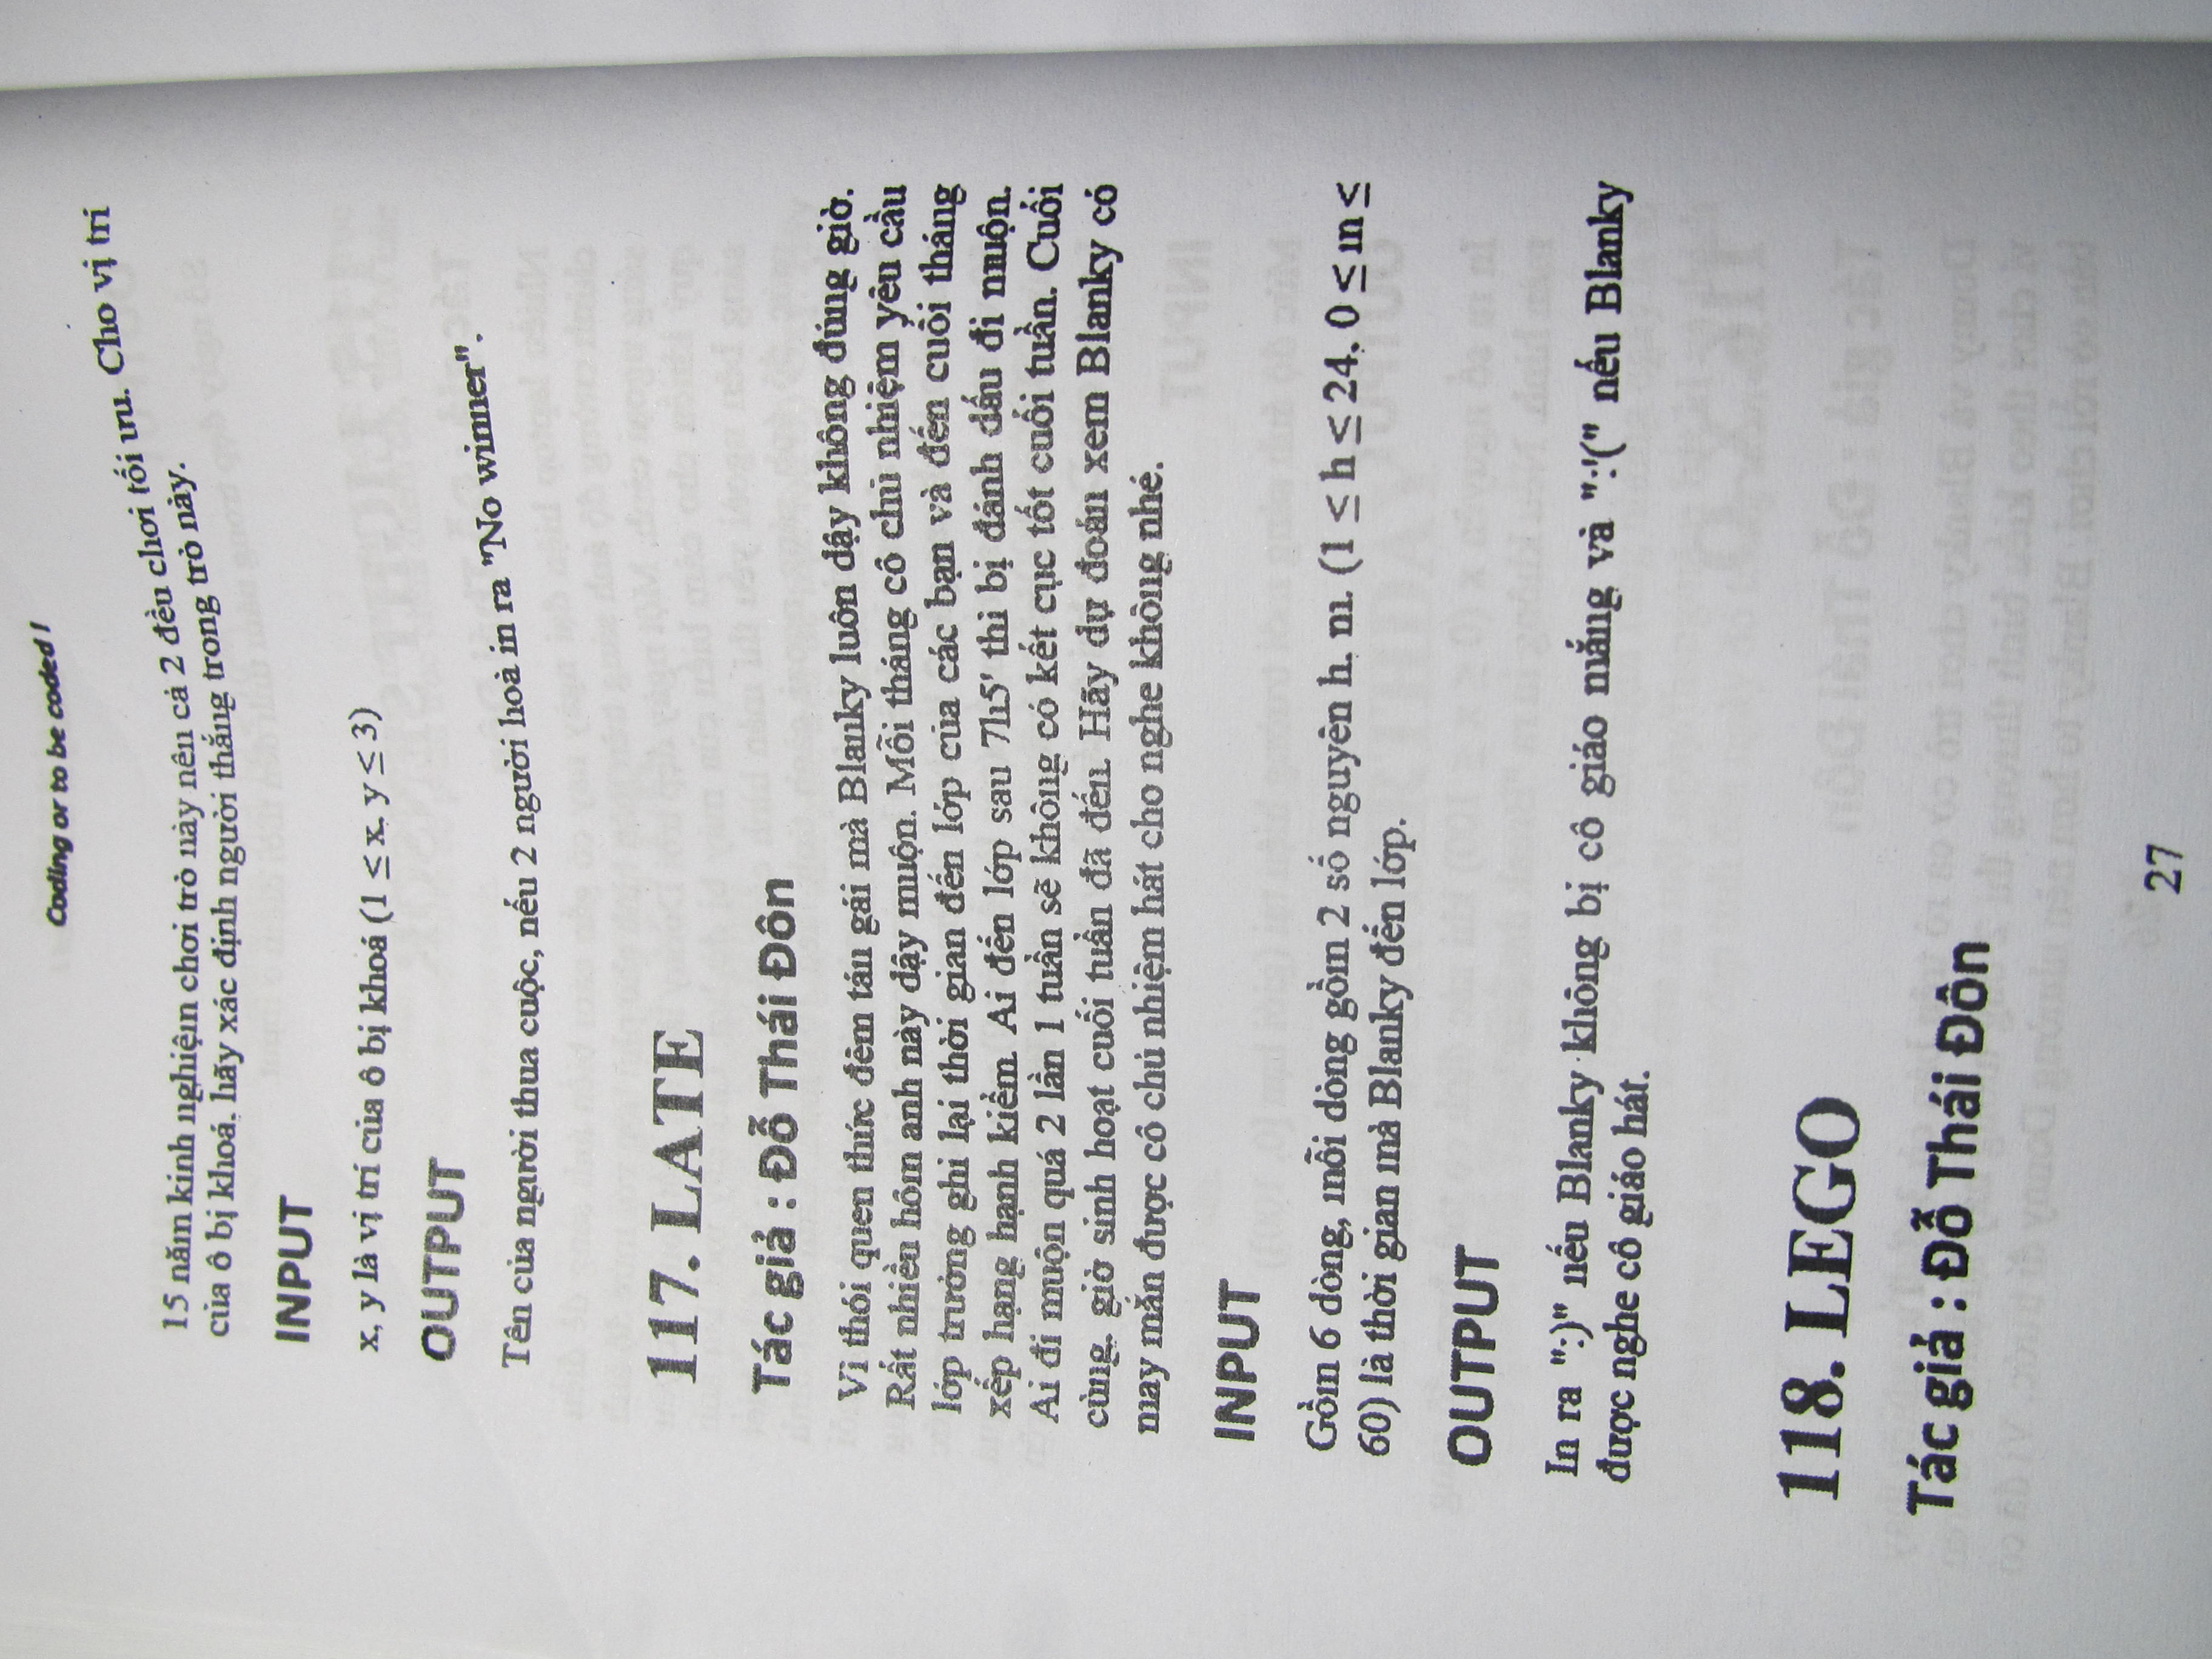 Coding or to be coded !
15 năm kinh nghiệm chơi trò này nên cả 2 đều chơi tối ưu. Cho vị trí
của ô bị khoá. hãy xác định người thắng trong trò này.
INPUT
x, y là vị trí của ô bị khoá (1 ≤ x. y ≤ 3)
OUTPUT
Tên của người thua cuộc, nếu 2 người hoà in ra "No winner".
117. LATE
Tác giả : Đỗ Thái Đôn
Vì thói quen thức đêm tán gái mà Blanky luôn dậy không đúng giờ.
Rất nhiều hôm anh này dậy muộn. Mỗi tháng cô chủ nhiệm yêu cầu
lớp trưởng ghi lại thời gian đến lớp của các bạn và đến cuối tháng
xếp hạng hạnh kiểm. Ai đến lớp sau 7h5' thì bị đánh dấu đi muộn.
Ai đi muộn quá 2 lần 1 tuần sẽ không có kết cục tốt cuối tuần. Cuối
cùng. giờ sinh hoạt cuối tuần đã đến. Hãy dự đoán xem Blanky có
may mắn được cô chủ nhiệm hát cho nghe không nhé.
INPUT
Gồm 6 dòng, mỗi dòng gồm 2 số nguyên h. m. (1 ≤ h ≤ 24. 0 ≤ m ≤
60) là thời gian mà Blanky đến lớp.
OUTPUT
In ra ":)" nếu Blanky không bị cô giáo mắng và ":'(" nếu Blanky
được nghe cô giáo hát.
118. LEGO
Tác giả : Đỗ Thái Đôn
27